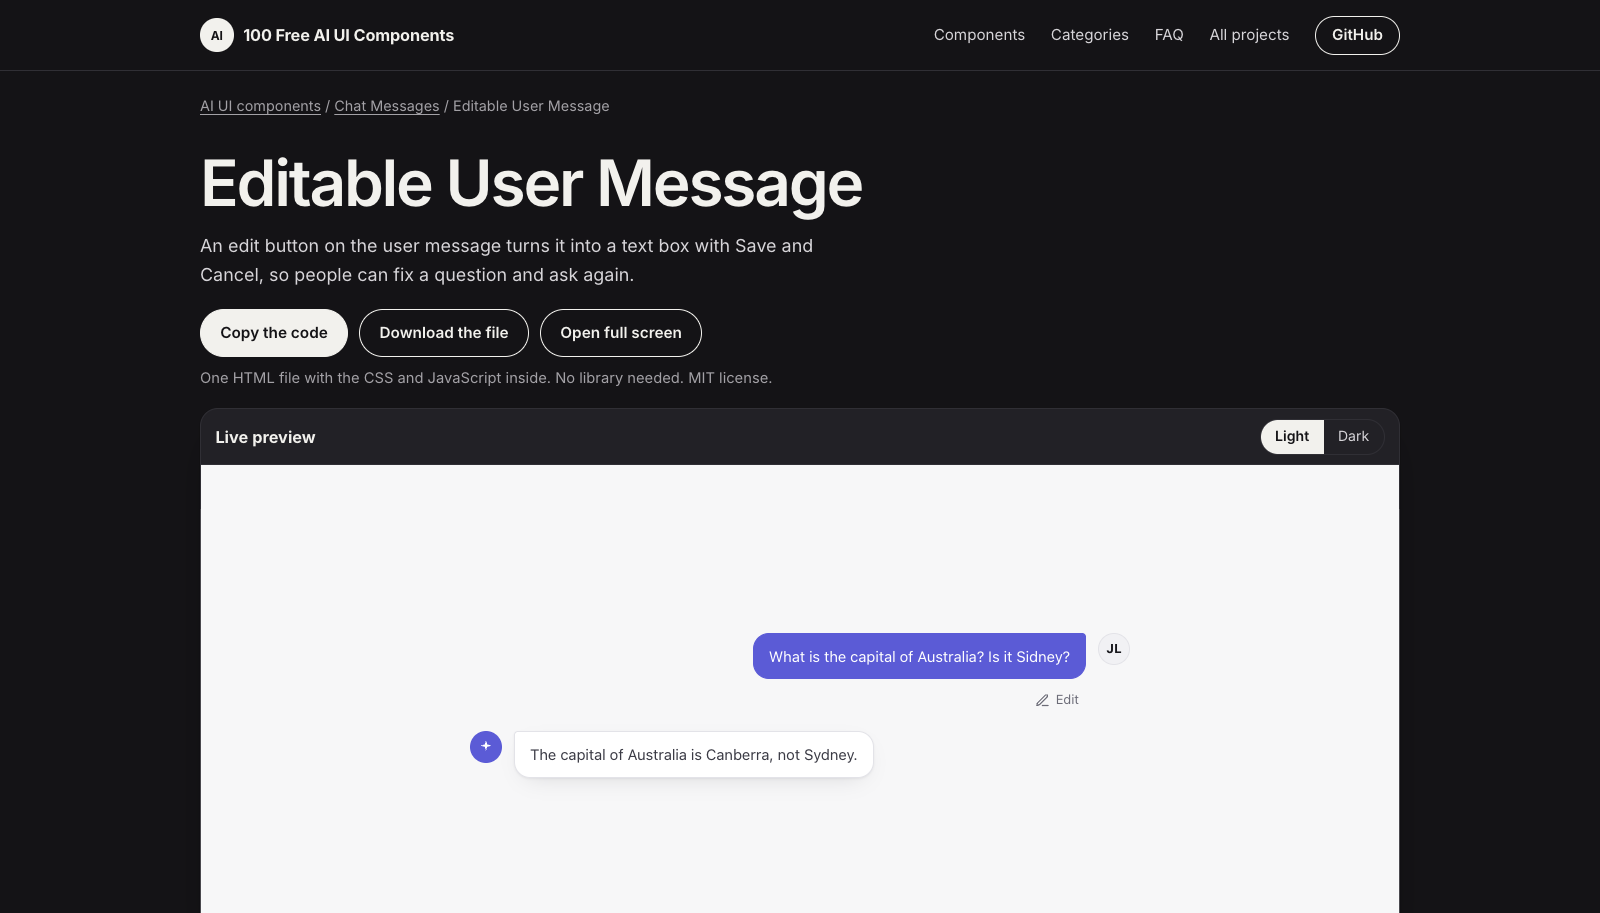 AI 100 Free AI UI Components
Components Categories FAQ All projects GitHub
AI UI components / Chat Messages / Editable User Message
Editable User Message
An edit button on the user message turns it into a text box with Save and
Cancel, so people can fix a question and ask again.
Copy the code Download the file Open full screen
One HTML file with the CSS and JavaScript inside. No library needed. MIT license.
Live preview Light Dark
What is the capital of Australia? Is it Sidney? JL
Edit
The capital of Australia is Canberra, not Sydney.